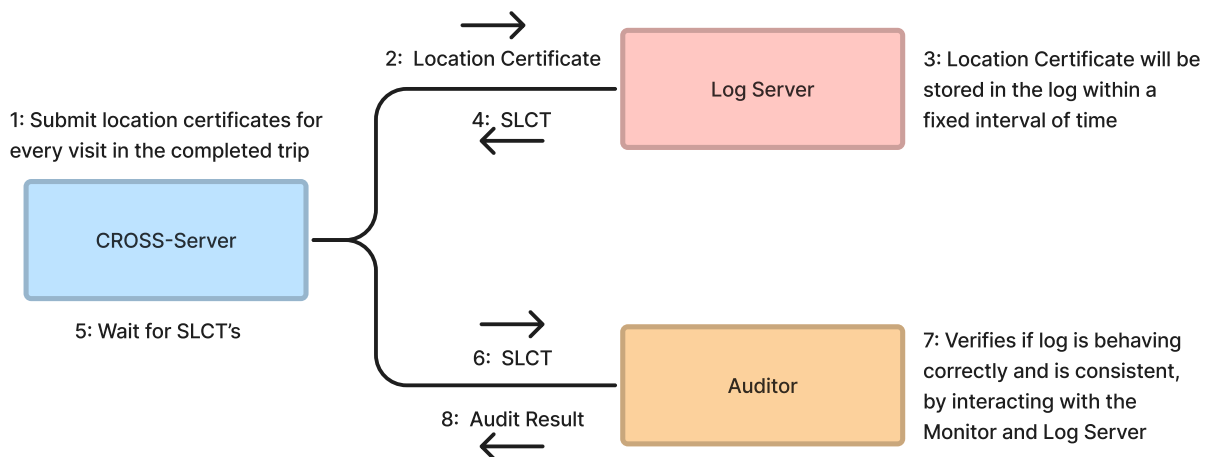 2: Location Certificate
Log Server
3: Location Certificate will be
stored in the log within a
fixed interval of time
4: SLCT
1: Submit location certificates for
every visit in the completed trip
CROSS-Server
5: Wait for SLCT’s
6: SLCT
Auditor
7: Verifies if log is behaving
correctly and is consistent,
by interacting with the
Monitor and Log Server
8: Audit Result